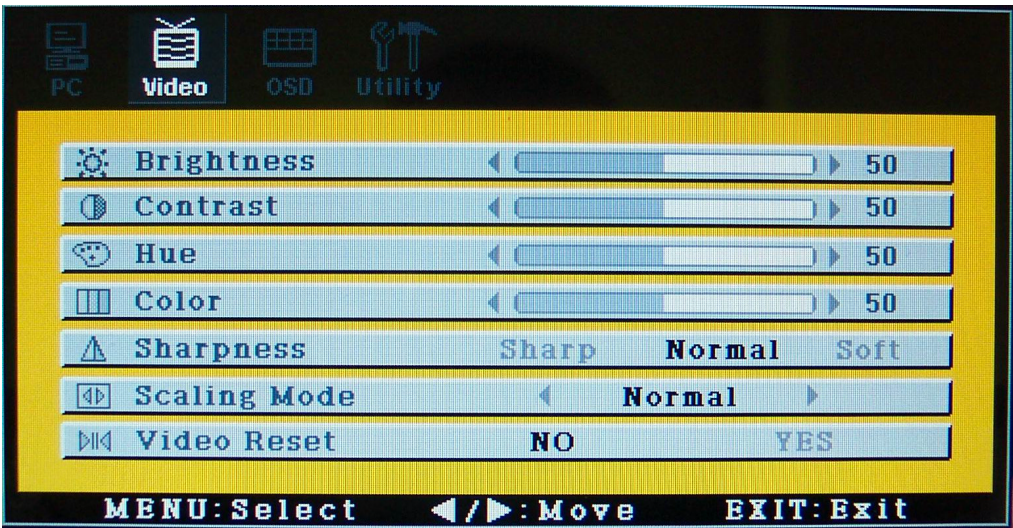 PC Video OSD Utility
Brightness 50
Contrast 50
Hue 50
Color 50
Sharpness Sharp Normal Soft
Scaling Mode Normal
Video Reset NO YES
MENU:Select ◀/▶:Move EXIT:Exit